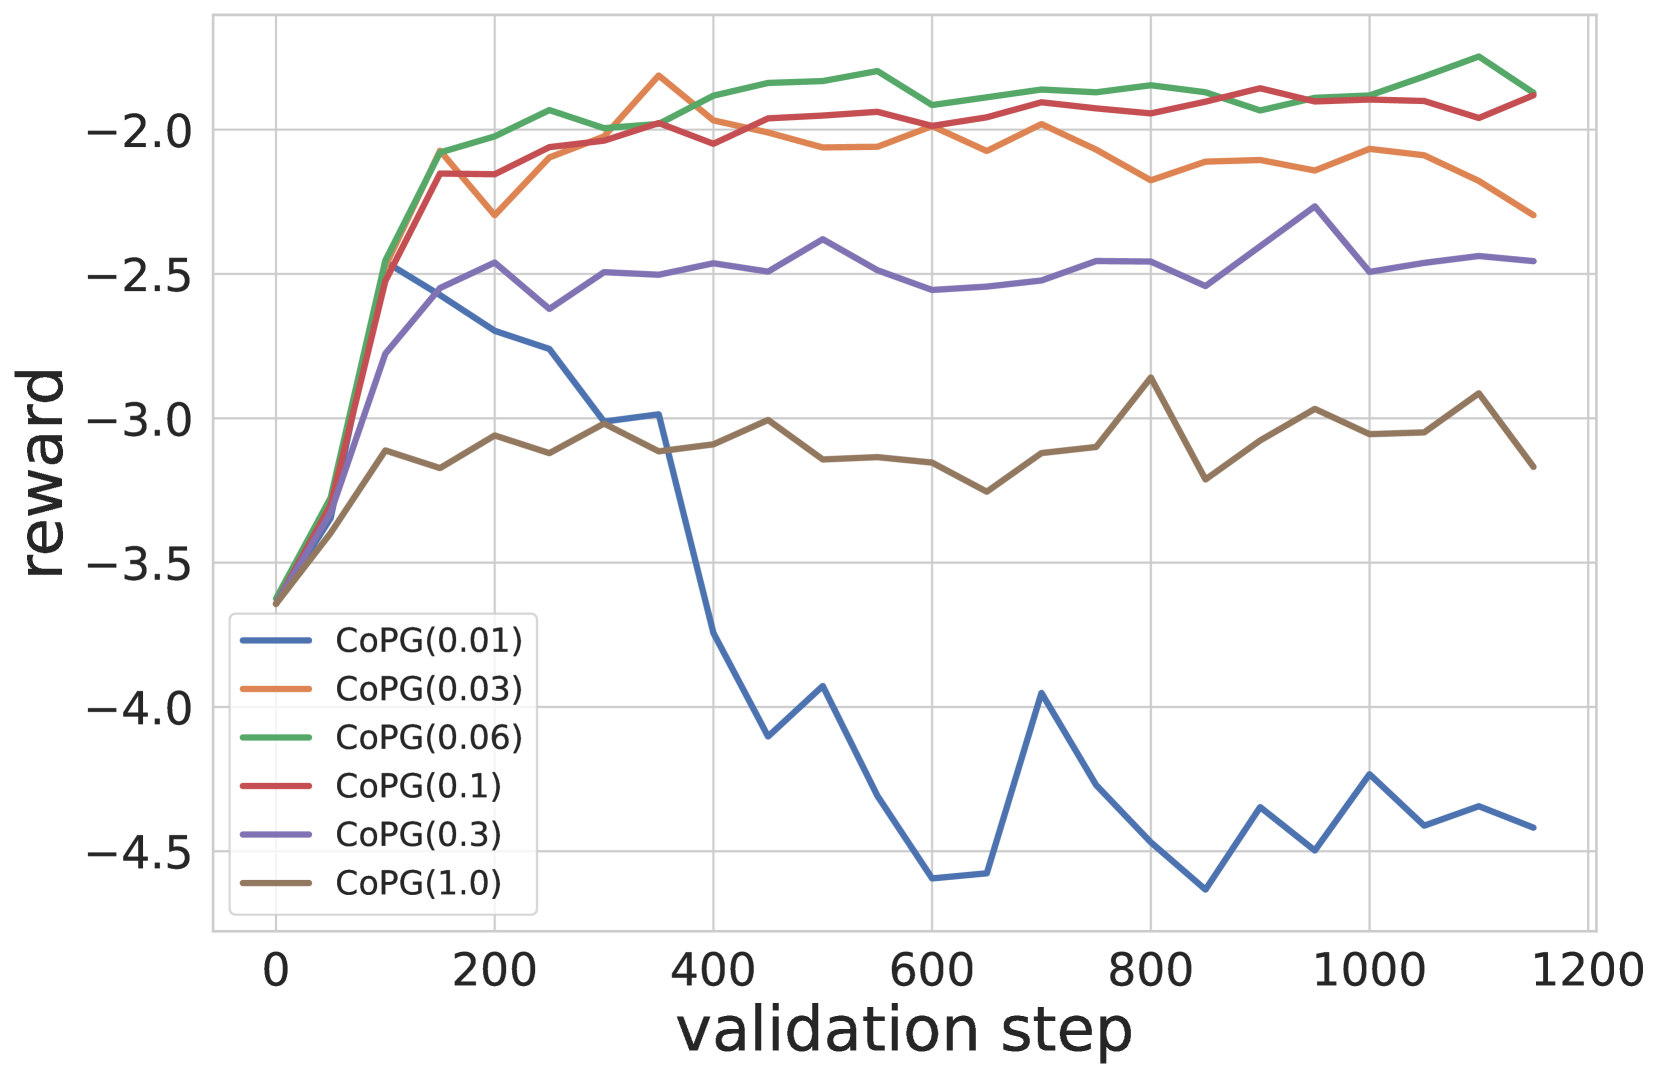 reward
−2.0
−2.5
−3.0
−3.5
−4.0
−4.5
CoPG(0.01)
CoPG(0.03)
CoPG(0.06)
CoPG(0.1)
CoPG(0.3)
CoPG(1.0)
0 200 400 600 800 1000 1200
validation step